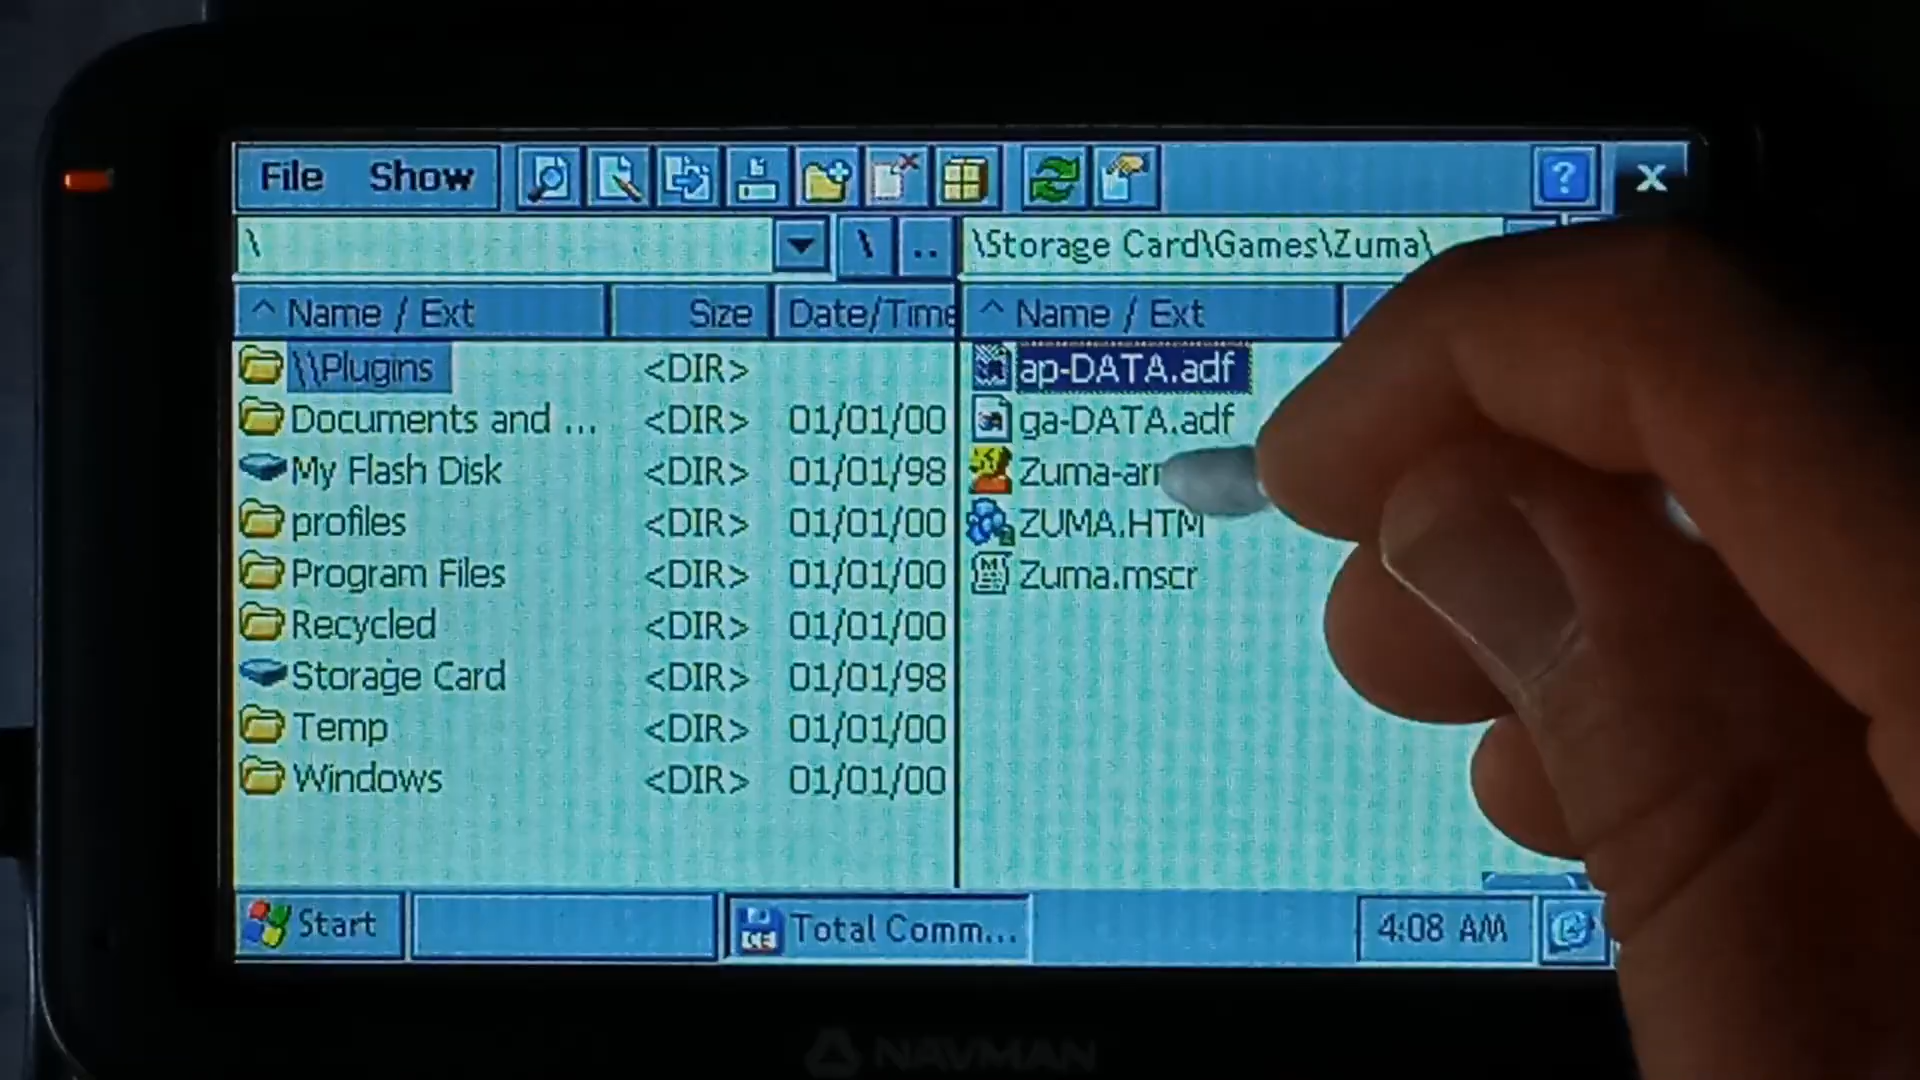 File Show
\ \ .. \Storage Card\Games\Zuma\
^ Name / Ext Size Date/Time ^ Name / Ext
\\Plugins <DIR> ap-DATA.adf
Documents and ... <DIR> 01/01/00 ga-DATA.adf
My Flash Disk <DIR> 01/01/98
profiles <DIR> 01/01/00 ZUMA.HTM
Program Files <DIR> 01/01/00 Zuma.mscr
Recycled <DIR> 01/01/00
Storage Card <DIR> 01/01/98
Temp <DIR> 01/01/00
Windows <DIR> 01/01/00
Start CE Total Comm... 4:08 AM
NAVMAN